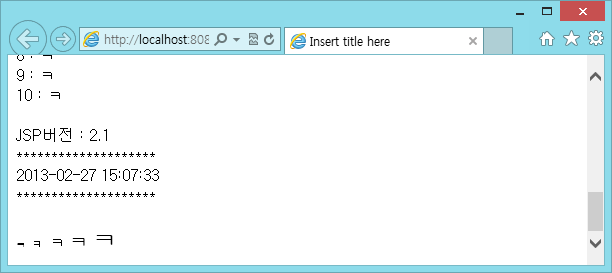 http://localhost:808
Insert title here
8 : ㅋ
9 : ㅋ
10 : ㅋ
JSP버전 : 2.1
********************
2013-02-27 15:07:33
********************
ㅋ ㅋ ㅋ ㅋ ㅋ